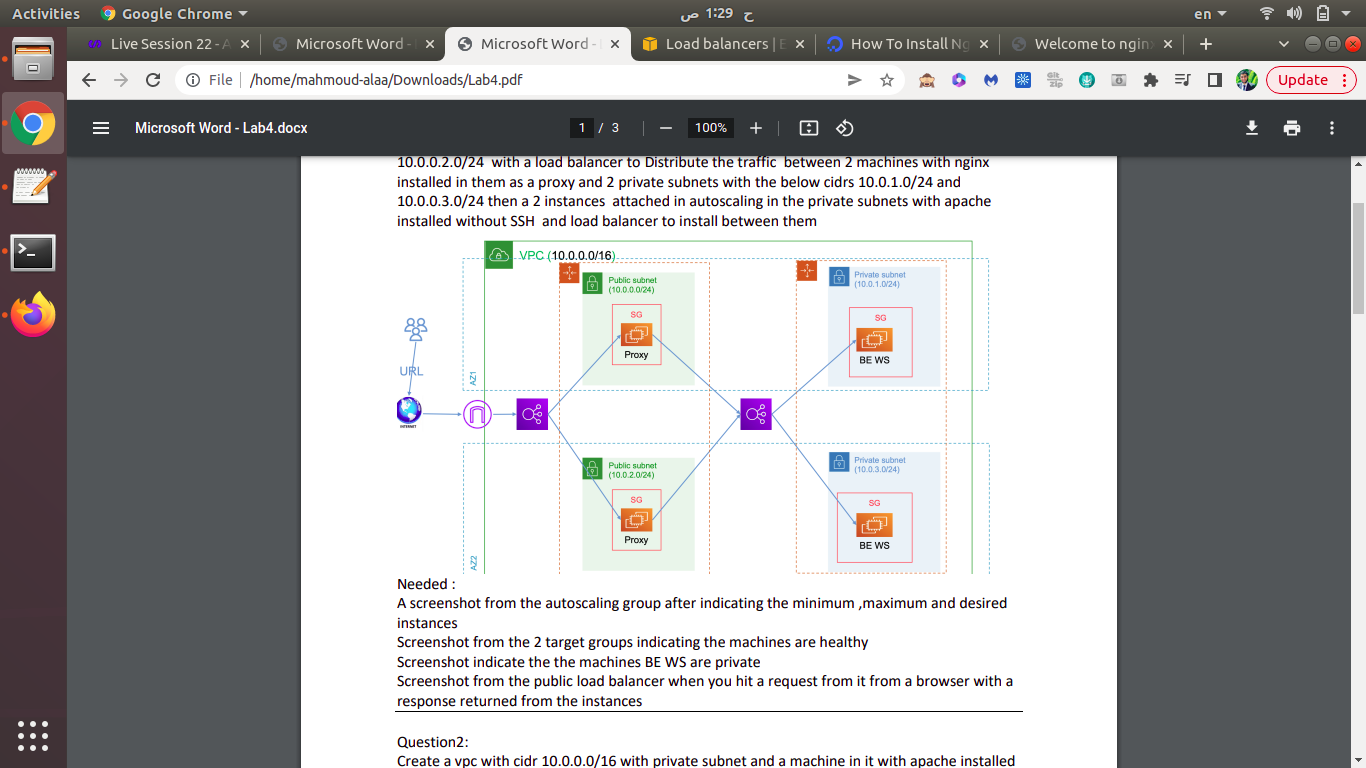 Activities
Google Chrome
ح 1:29 ص
en
Live Session 22 - A
Microsoft Word -
Microsoft Word -
Load balancers | E
How To Install Ng
Welcome to nginx
File
/home/mahmoud-alaa/Downloads/Lab4.pdf
Git
Zip
Update
Microsoft Word - Lab4.docx
1 / 3
100%
10.0.0.2.0/24 with a load balancer to Distribute the traffic between 2 machines with nginx
installed in them as a proxy and 2 private subnets with the below cidrs 10.0.1.0/24 and
10.0.0.3.0/24 then a 2 instances attached in autoscaling in the private subnets with apache
installed without SSH and load balancer to install between them
VPC (10.0.0.0/16)
Public subnet
(10.0.0.0/24)
SG
Proxy
Private subnet
(10.0.1.0/24)
SG
BE WS
URL
AZ1
INTERNET
Public subnet
(10.0.2.0/24)
SG
Proxy
Private subnet
(10.0.3.0/24)
SG
BE WS
AZ2
Needed :
A screenshot from the autoscaling group after indicating the minimum ,maximum and desired
instances
Screenshot from the 2 target groups indicating the machines are healthy
Screenshot indicate the the machines BE WS are private
Screenshot from the public load balancer when you hit a request from it from a browser with a
response returned from the instances
Question2:
Create a vpc with cidr 10.0.0.0/16 with private subnet and a machine in it with apache installed